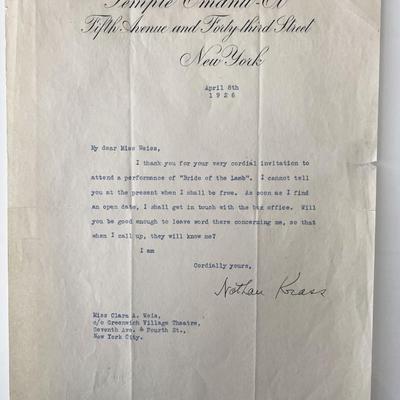 Temple Emanu-El
Fifth Avenue and Forty-third Street
New York
April 8th
1926
My dear Miss Weiss,
I thank you for your very cordial invitation to
attend a performance of "Bride of the Lamb". I cannot tell
you at the present when I shall be free. As soon as I find
an open date, I shall get in touch with the box office. Will
you be good enough to leave word there concerning me, so that
when I call up, they will know me?
I am
Cordially yours,
Nathan Krass
Miss Clara A. Weis,
c/o Greenwich Village Theatre,
Seventh Ave. & Fourth St.,
New York City.